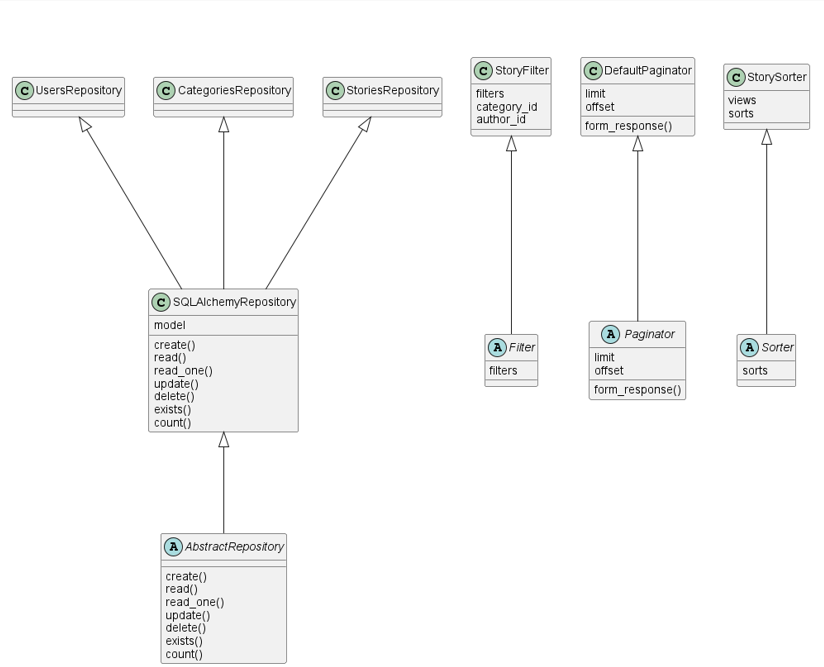 C UsersRepository
C CategoriesRepository
C StoriesRepository
C StoryFilter
filters
category_id
author_id
C DefaultPaginator
limit
offset
form_response()
C StorySorter
views
sorts
C SQLAlchemyRepository
model
create()
read()
read_one()
update()
delete()
exists()
count()
A Filter
filters
A Paginator
limit
offset
form_response()
A Sorter
sorts
A AbstractRepository
create()
read()
read_one()
update()
delete()
exists()
count()